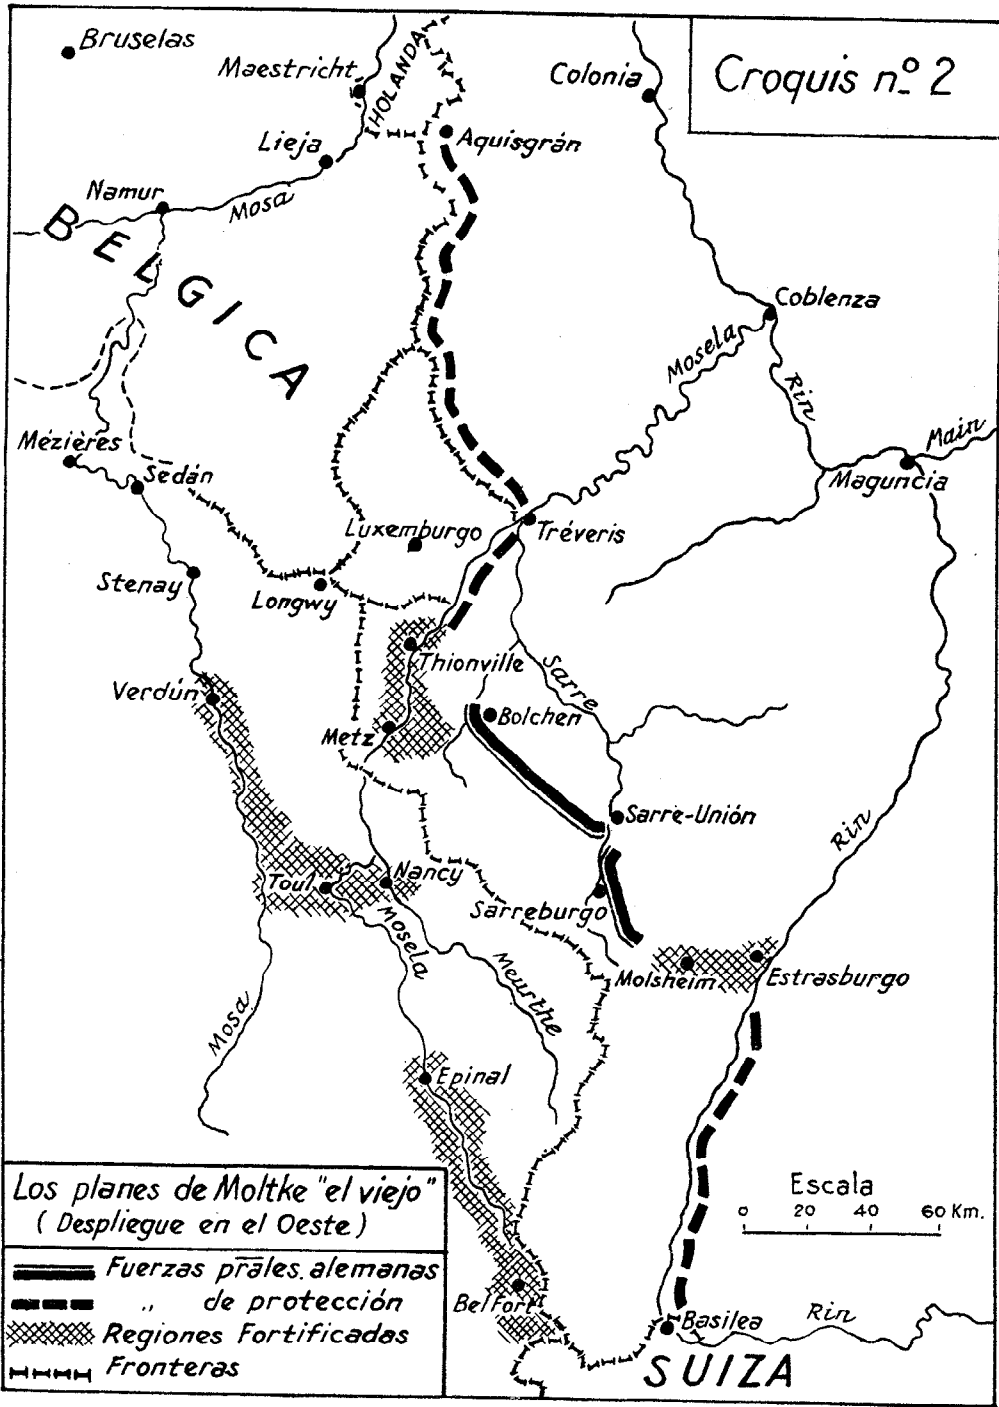 Croquis nº 2
Bruselas
Maestricht
HOLANDA
Colonia
Lieja
Aquisgrán
Namur
Mosa
BELGICA
Coblenza
Mosela
Rin
Main
Mézières
Sedán
Maguncia
Luxemburgo
Tréveris
Stenay
Longwy
Thionville
Sarre
Verdún
Metz
Bolchen
Sarre-Unión
Rin
Toul
Nancy
Sarreburgo
Mosela
Meurthe
Molsheim
Estrasburgo
Mosa
Epinal
Escala
0 20 40 60 Km.
Belfort
Basilea
Rin
SUIZA
Los planes de Moltke "el viejo"
(Despliegue en el Oeste)
Fuerzas prales. alemanas
,, de protección
Regiones Fortificadas
Fronteras